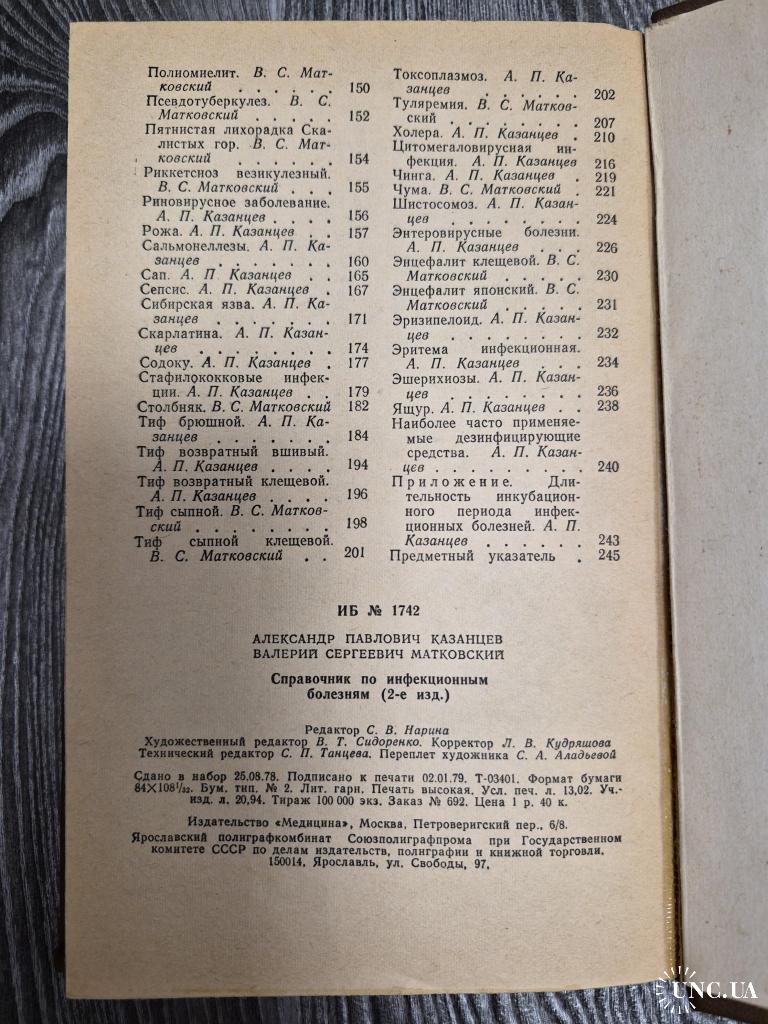 Полиомиелит. В. С. Мат-
ковский . . . . . . 150
Псевдотуберкулез. В. С.
Матковский . . . . . 152
Пятнистая лихорадка Ска-
листых гор. В. С. Мат-
ковский . . . . . . 154
Риккетсиоз везикулезный.
В. С. Матковский . . . 155
Риновирусное заболевание.
А. П. Казанцев . . . . 156
Рожа. А. П. Казанцев . . 157
Сальмонеллезы. А. П. Ка-
занцев . . . . . . . 160
Сап. А. П. Казанцев . . 165
Сепсис. А. П. Казанцев . 167
Сибирская язва. А. П. Ка-
занцев . . . . . . . 171
Скарлатина. А. П. Казан-
цев . . . . . . . . 174
Содоку. А. П. Казанцев . 177
Стафилококковые инфек-
ции. А. П. Казанцев . . 179
Столбняк. В. С. Матковский 182
Тиф брюшной. А. П. Ка-
занцев . . . . . . . 184
Тиф возвратный вшивый.
А. П. Казанцев . . . . 194
Тиф возвратный клещевой.
А. П. Казанцев . . . . 196
Тиф сыпной. В. С. Матков-
ский . . . . . . . . 198
Тиф сыпной клещевой.
В. С. Матковский . . 201
Токсоплазмоз. А. П. Ка-
занцев . . . . . . 202
Туляремия. В. С. Матков-
ский . . . . . . . . 207
Холера. А. П. Казанцев . 210
Цитомегаловирусная ин-
фекция. А. П. Казанцев 216
Чинга. А. П. Казанцев . 219
Чума. В. С. Матковский . 221
Шистосомоз. А. П. Казан-
цев . . . . . . . . 224
Энтеровирусные болезни.
А. П. Казанцев . . . 226
Энцефалит клещевой. В. С.
Матковский . . . . . 230
Энцефалит японский. В. С.
Матковский . . . . . 231
Эризипелоид. А. П. Казан-
цев . . . . . . . . 232
Эритема инфекционная.
А. П. Казанцев . . . 234
Эшерихиозы. А. П. Казан-
цев . . . . . . . . 236
Ящур. А. П. Казанцев . . 238
Наиболее часто применяе-
мые дезинфицирующие
средства. А. П. Казан-
цев . . . . . . . . . 240
Приложение. Дли-
тельность инкубацион-
ного периода инфек-
ционных болезней. А. П.
Казанцев . . . . . . 243
Предметный указатель . 245
ИБ № 1742
АЛЕКСАНДР ПАВЛОВИЧ КАЗАНЦЕВ
ВАЛЕРИЙ СЕРГЕЕВИЧ МАТКОВСКИЙ
Справочник по инфекционным
болезням (2-е изд.)
Редактор С. В. Нарина
Художественный редактор В. Т. Сидоренко. Корректор Л. В. Кудряшова
Технический редактор С. П. Танцева. Переплет художника С. А. Аладьевой
Сдано в набор 25.08.78. Подписано к печати 02.01.79. Т-03401. Формат бумаги
84×108¹/₃₂. Бум. тип. № 2. Лит. гарн. Печать высокая. Усл. печ. л. 13,02. Уч.-
изд. л. 20,94. Тираж 100 000 экз. Заказ № 692. Цена 1 р. 40 к.
Издательство «Медицина», Москва, Петроверигский пер., 6/8.
Ярославский полиграфкомбинат Союзполиграфпрома при Государственном
комитете СССР по делам издательств, полиграфии и книжной торговли.
150014, Ярославль, ул. Свободы, 97.
UNC.UA